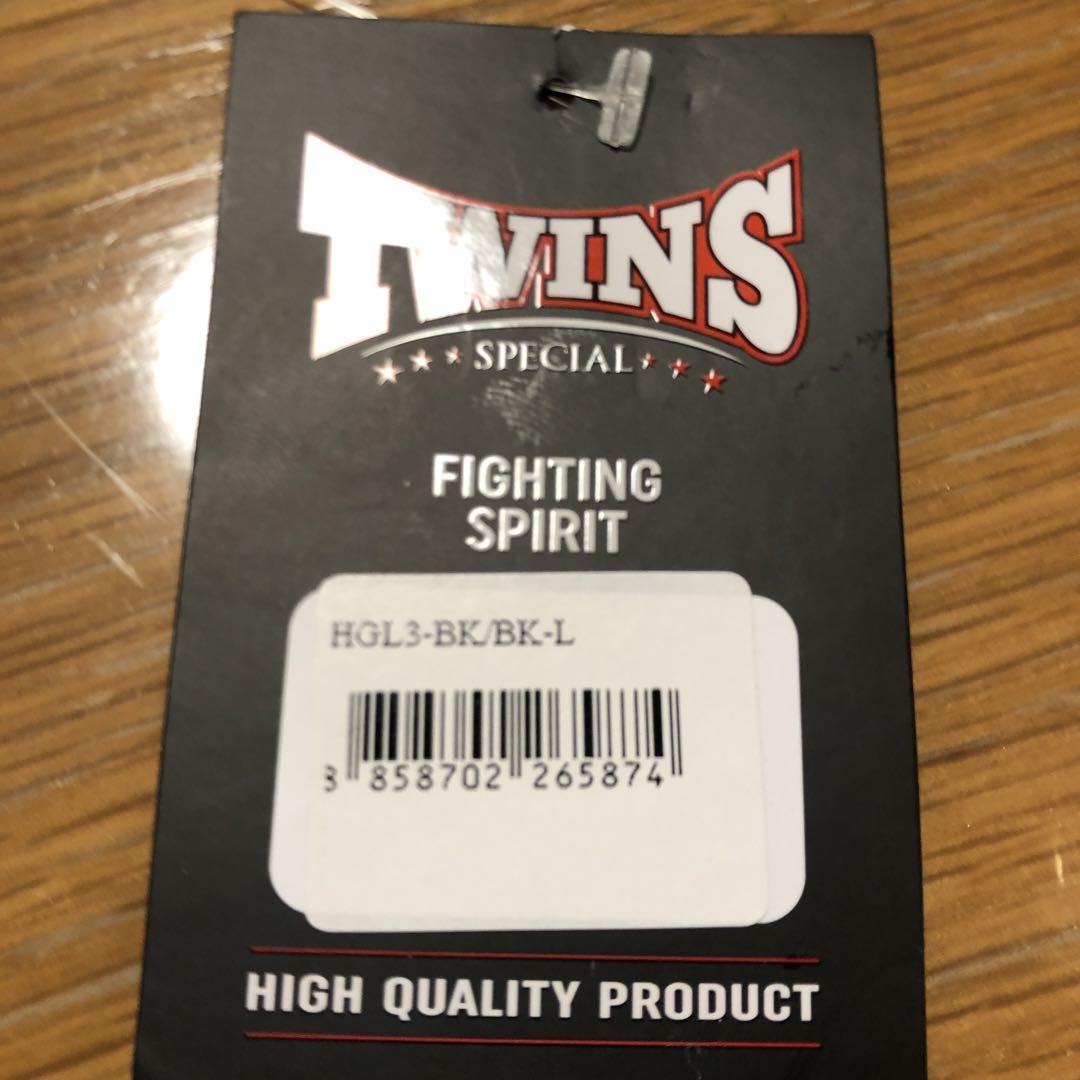 TWINS
SPECIAL
FIGHTING
SPIRIT
HGL3-BK/BK-L
8 858702 265874
HIGH QUALITY PRODUCT